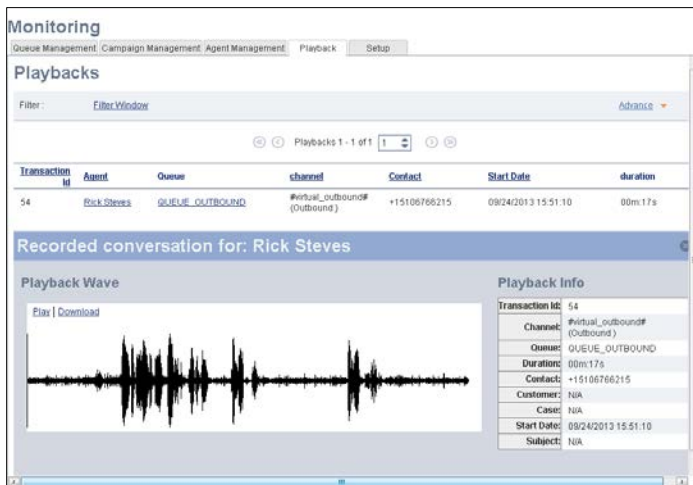 Monitoring
Queue Management Campaign Management Agent Management Playback Setup
Playbacks
Filter : Filter Window Advance
Playbacks 1 - 1 of 1 1
Transaction Id Agent Queue channel Contact Start Date duration
54 Rick Steves QUEUE_OUTBOUND #virtual_outbound# (Outbound ) +15106766215 09/24/2013 15:51:10 00m:17s
Recorded conversation for: Rick Steves
Playback Wave
Play | Download
Playback Info
Transaction Id: 54
Channel: #virtual_outbound# (Outbound )
Queue: QUEUE_OUTBOUND
Duration: 00m:17s
Contact: +15106766215
Customer: N/A
Case: N/A
Start Date: 09/24/2013 15:51:10
Subject: N/A